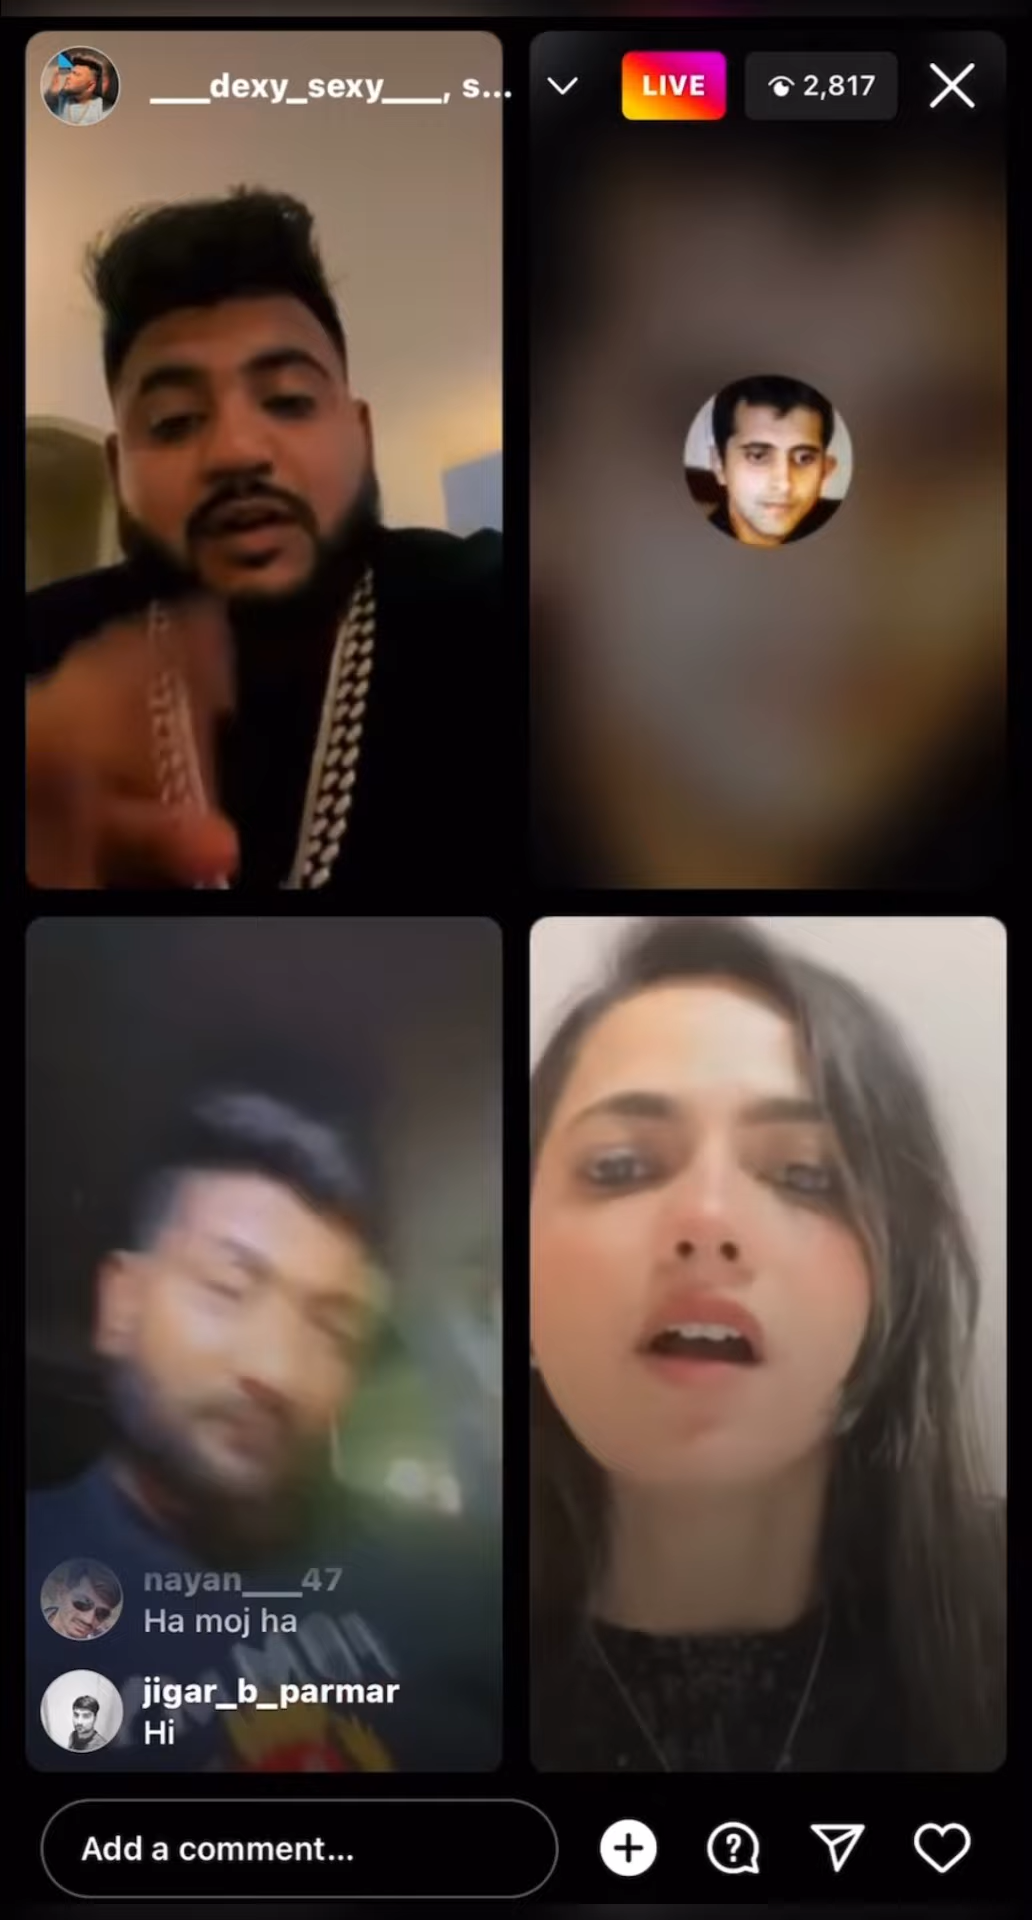 ___dexy_sexy___, s...
LIVE
2,817
nayan___47
Ha moj ha
jigar_b_parmar
Hi
Add a comment...